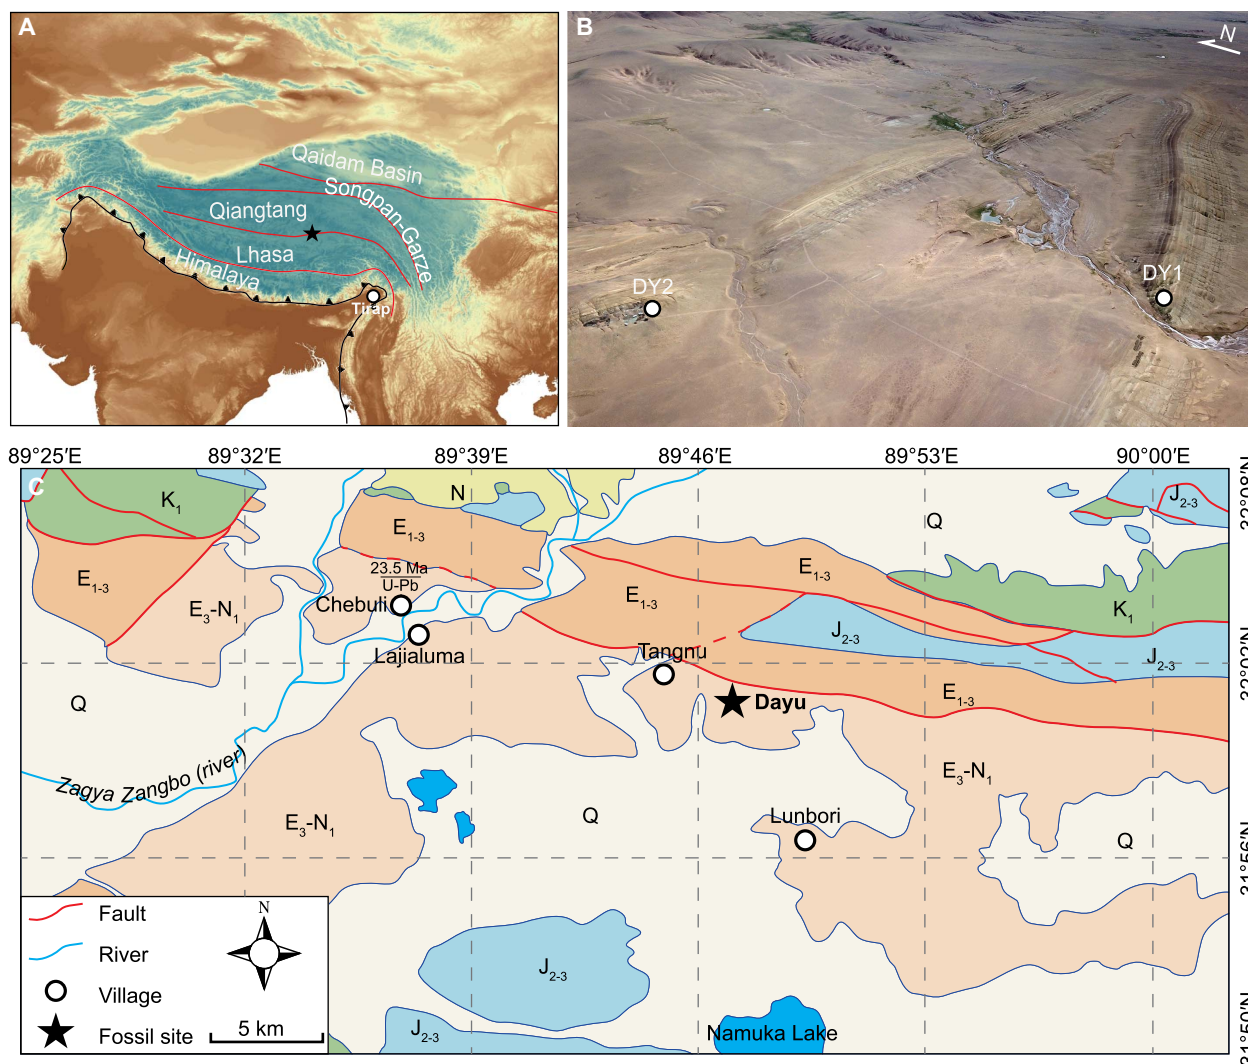 A
Qaidam Basin
Songpan-Garze
Qiangtang
Lhasa
Himalaya
Tirap
B
N
DY2
DY1
89°25′E
89°32′E
89°39′E
89°46′E
89°53′E
90°00′E
C
K₁
N
J₂₋₃
Q
E₁₋₃
E₁₋₃
E₃-N₁
23.5 Ma
U-Pb
Chebuli
Lajialuma
E₁₋₃
E₁₋₃
K₁
J₂₋₃
J₂₋₃
Tangnu
Dayu
E₁₋₃
Q
Zagya Zangbo (river)
E₃-N₁
E₃-N₁
Q
Lunbori
Q
Fault
River
Village
Fossil site
N
5 km
J₂₋₃
J₂₋₃
Namuka Lake